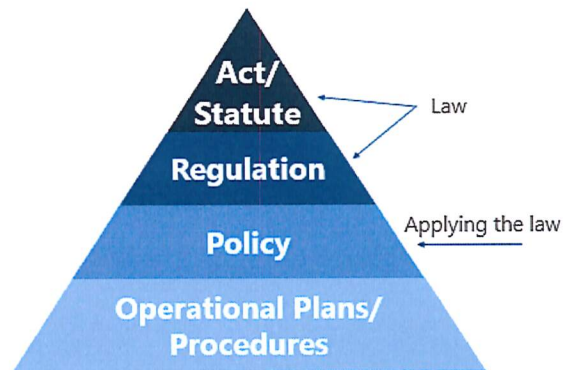 Act/
Statute
Law
Regulation
Applying the law
Policy
Operational Plans/
Procedures